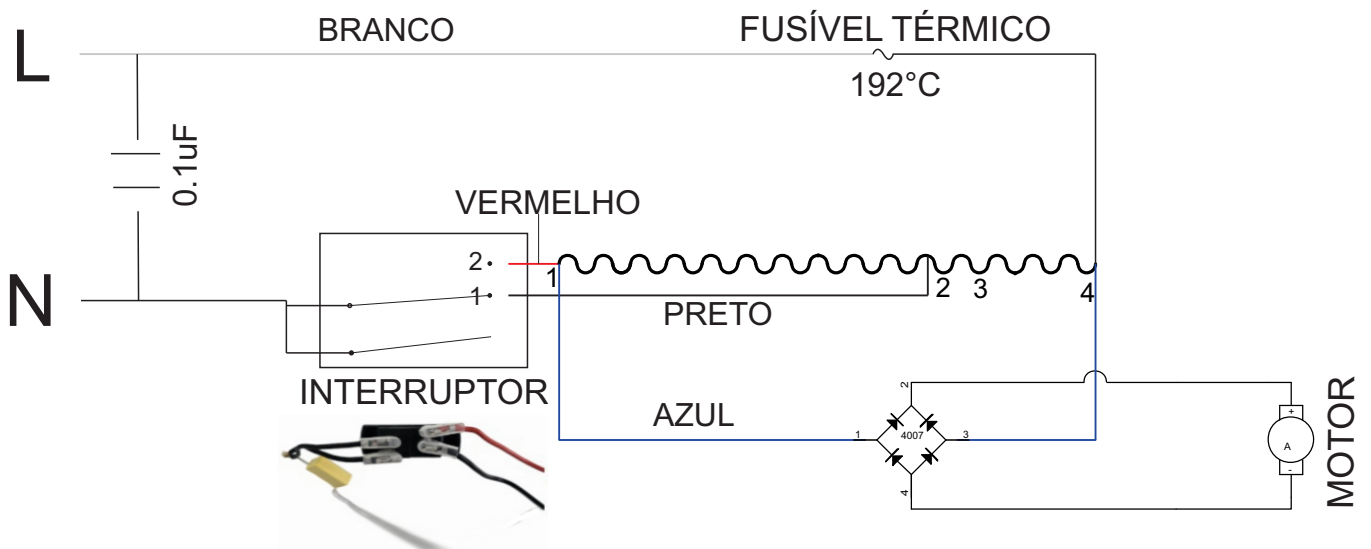 BRANCO
FUSÍVEL TÉRMICO
L
192°C
0.1uF
VERMELHO
2
1
2
3
4
N
1
PRETO
INTERRUPTOR
AZUL
2
1
4007
3
4
+
A
-
MOTOR